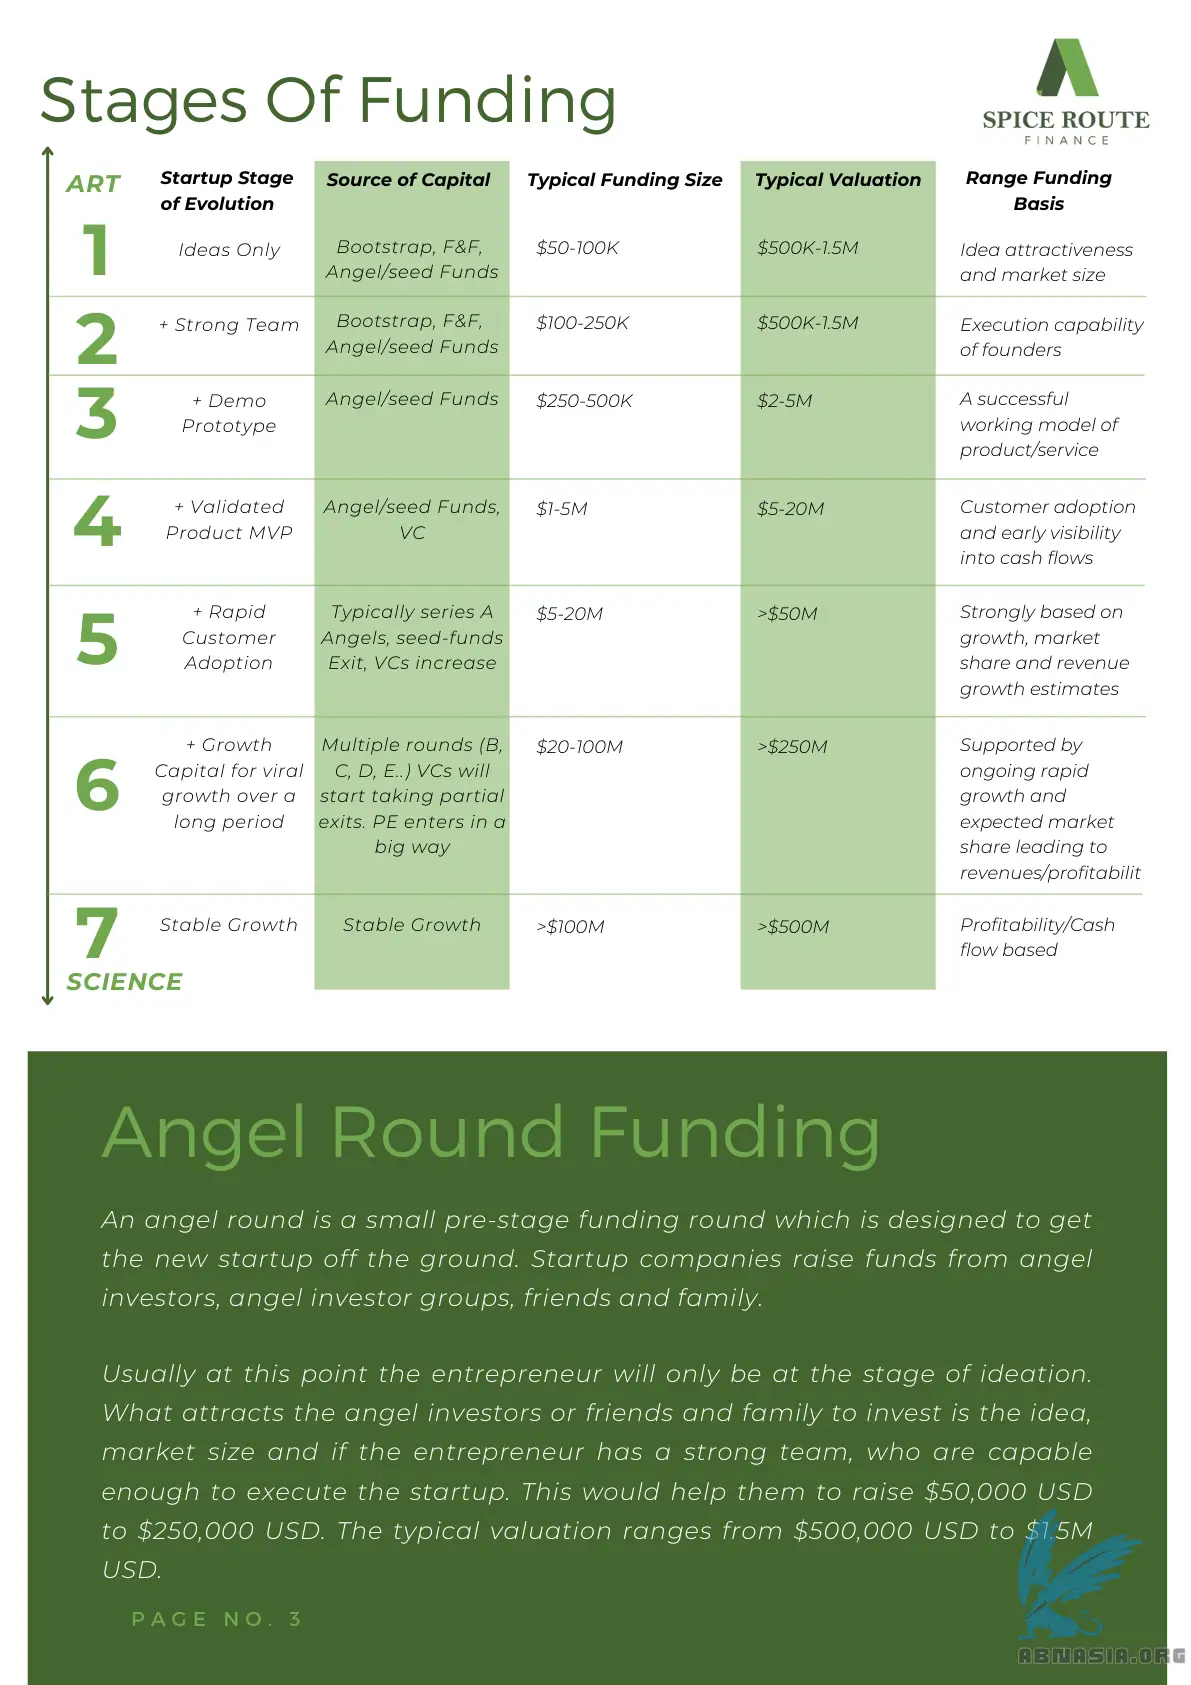 Stages Of Funding
SPICE ROUTE
FINANCE
ART
Startup Stage
of Evolution
Source of Capital
Typical Funding Size
Typical Valuation
Range Funding
Basis
1
Ideas Only
Bootstrap, F&F,
Angel/seed Funds
$50-100K
$500K-1.5M
Idea attractiveness
and market size
2
+ Strong Team
Bootstrap, F&F,
Angel/seed Funds
$100-250K
$500K-1.5M
Execution capability
of founders
3
+ Demo
Prototype
Angel/seed Funds
$250-500K
$2-5M
A successful
working model of
product/service
4
+ Validated
Product MVP
Angel/seed Funds,
VC
$1-5M
$5-20M
Customer adoption
and early visibility
into cash flows
5
+ Rapid
Customer
Adoption
Typically series A
Angels, seed-funds
Exit, VCs increase
$5-20M
>$50M
Strongly based on
growth, market
share and revenue
growth estimates
6
+ Growth
Capital for viral
growth over a
long period
Multiple rounds (B,
C, D, E..) VCs will
start taking partial
exits. PE enters in a
big way
$20-100M
>$250M
Supported by
ongoing rapid
growth and
expected market
share leading to
revenues/profitabilit
7
Stable Growth
Stable Growth
>$100M
>$500M
Profitability/Cash
flow based
SCIENCE
Angel Round Funding
An angel round is a small pre-stage funding round which is designed to get
the new startup off the ground. Startup companies raise funds from angel
investors, angel investor groups, friends and family.
Usually at this point the entrepreneur will only be at the stage of ideation.
What attracts the angel investors or friends and family to invest is the idea,
market size and if the entrepreneur has a strong team, who are capable
enough to execute the startup. This would help them to raise $50,000 USD
to $250,000 USD. The typical valuation ranges from $500,000 USD to $1.5M
USD.
PAGE NO. 3
ABNASIA.ORG